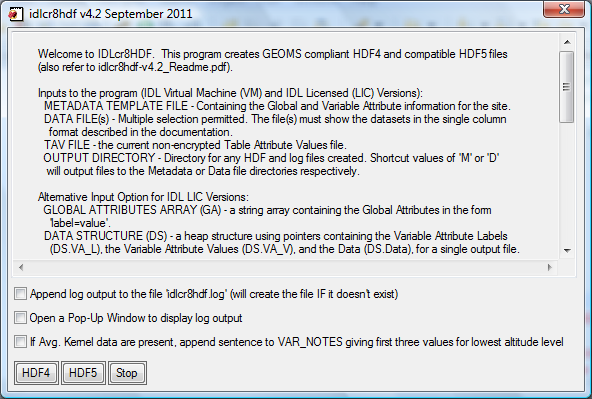 idlcr8hdf v4.2 September 2011
Welcome to IDLcr8HDF. This program creates GEOMS compliant HDF4 and compatible HDF5 files
(also refer to idlcr8hdf-v4.2_Readme.pdf).
Inputs to the program (IDL Virtual Machine (VM) and IDL Licensed (LIC) Versions):
METADATA TEMPLATE FILE - Containing the Global and Variable Attribute information for the site.
DATA FILE(s) - Multiple selection permitted. The file(s) must show the datasets in the single column
format described in the documentation.
TAV FILE - the current non-encrypted Table Attribute Values file.
OUTPUT DIRECTORY - Directory for any HDF and log files created. Shortcut values of 'M' or 'D'
will output files to the Metadata or Data file directories respectively.
Alternative Input Option for IDL LIC Versions:
GLOBAL ATTRIBUTES ARRAY (GA) - a string array containing the Global Attributes in the form
'label=value'.
DATA STRUCTURE (DS) - a heap structure using pointers containing the Variable Attribute Labels
(DS.VA_L), the Variable Attribute Values (DS.VA_V), and the Data (DS.Data), for a single output file.
Append log output to the file 'idlcr8hdf.log' (will create the file IF it doesn't exist)
Open a Pop-Up Window to display log output
If Avg. Kernel data are present, append sentence to VAR_NOTES giving first three values for lowest altitude level
HDF4 HDF5 Stop